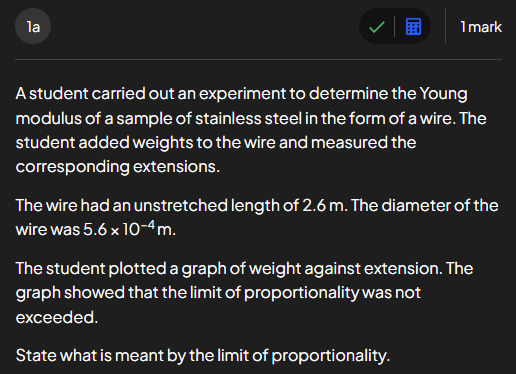 1a
1 mark
A student carried out an experiment to determine the Young
modulus of a sample of stainless steel in the form of a wire. The
student added weights to the wire and measured the
corresponding extensions.
The wire had an unstretched length of 2.6 m. The diameter of the
wire was 5.6 × 10⁻⁴ m.
The student plotted a graph of weight against extension. The
graph showed that the limit of proportionality was not
exceeded.
State what is meant by the limit of proportionality.